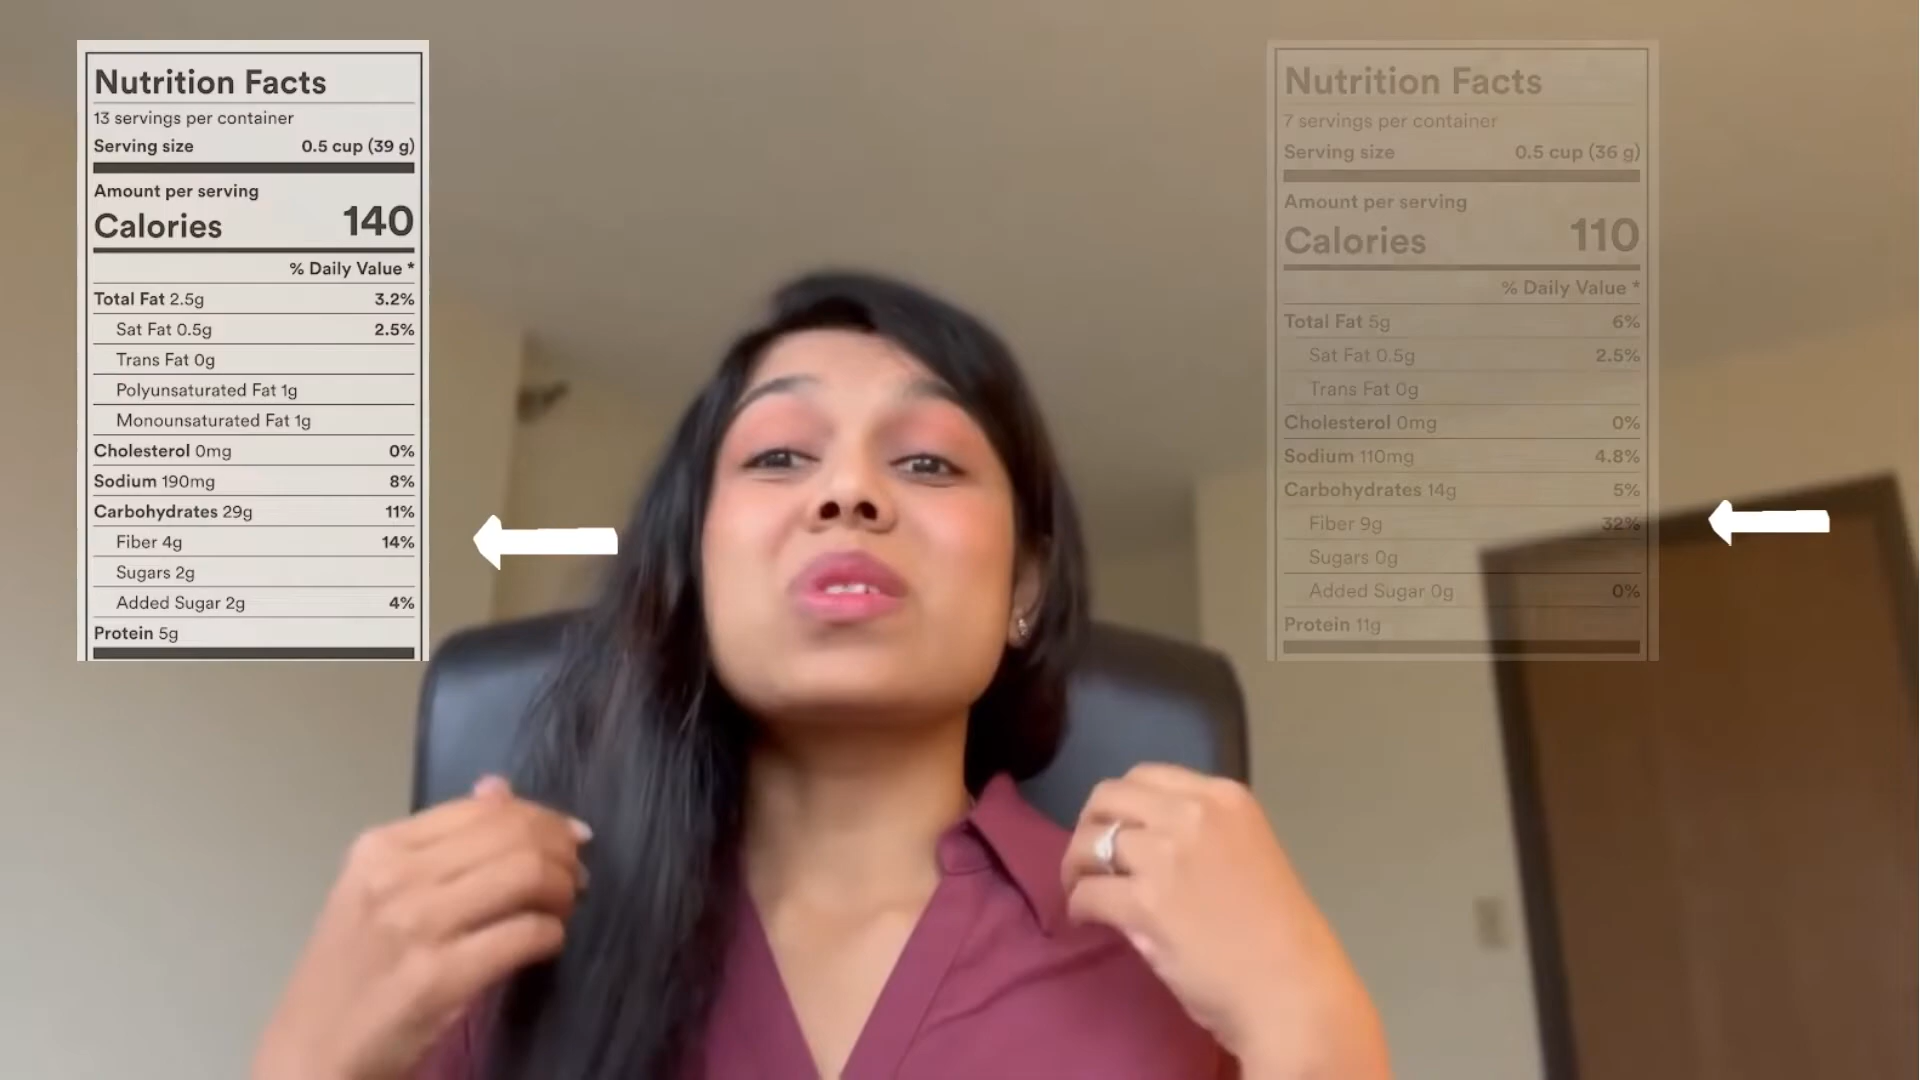 Nutrition Facts
13 servings per container
Serving size 0.5 cup (39 g)
Amount per serving
Calories 140
% Daily Value *
Total Fat 2.5g 3.2%
Sat Fat 0.5g 2.5%
Trans Fat 0g
Polyunsaturated Fat 1g
Monounsaturated Fat 1g
Cholesterol 0mg 0%
Sodium 190mg 8%
Carbohydrates 29g 11%
Fiber 4g 14%
Sugars 2g
Added Sugar 2g 4%
Protein 5g
Nutrition Facts
7 servings per container
Serving size 0.5 cup (36 g)
Amount per serving
Calories 110
% Daily Value *
Total Fat 5g 6%
Sat Fat 0.5g 2.5%
Trans Fat 0g
Cholesterol 0mg 0%
Sodium 110mg 4.8%
Carbohydrates 14g 5%
Fiber 9g 32%
Sugars 0g
Added Sugar 0g 0%
Protein 11g